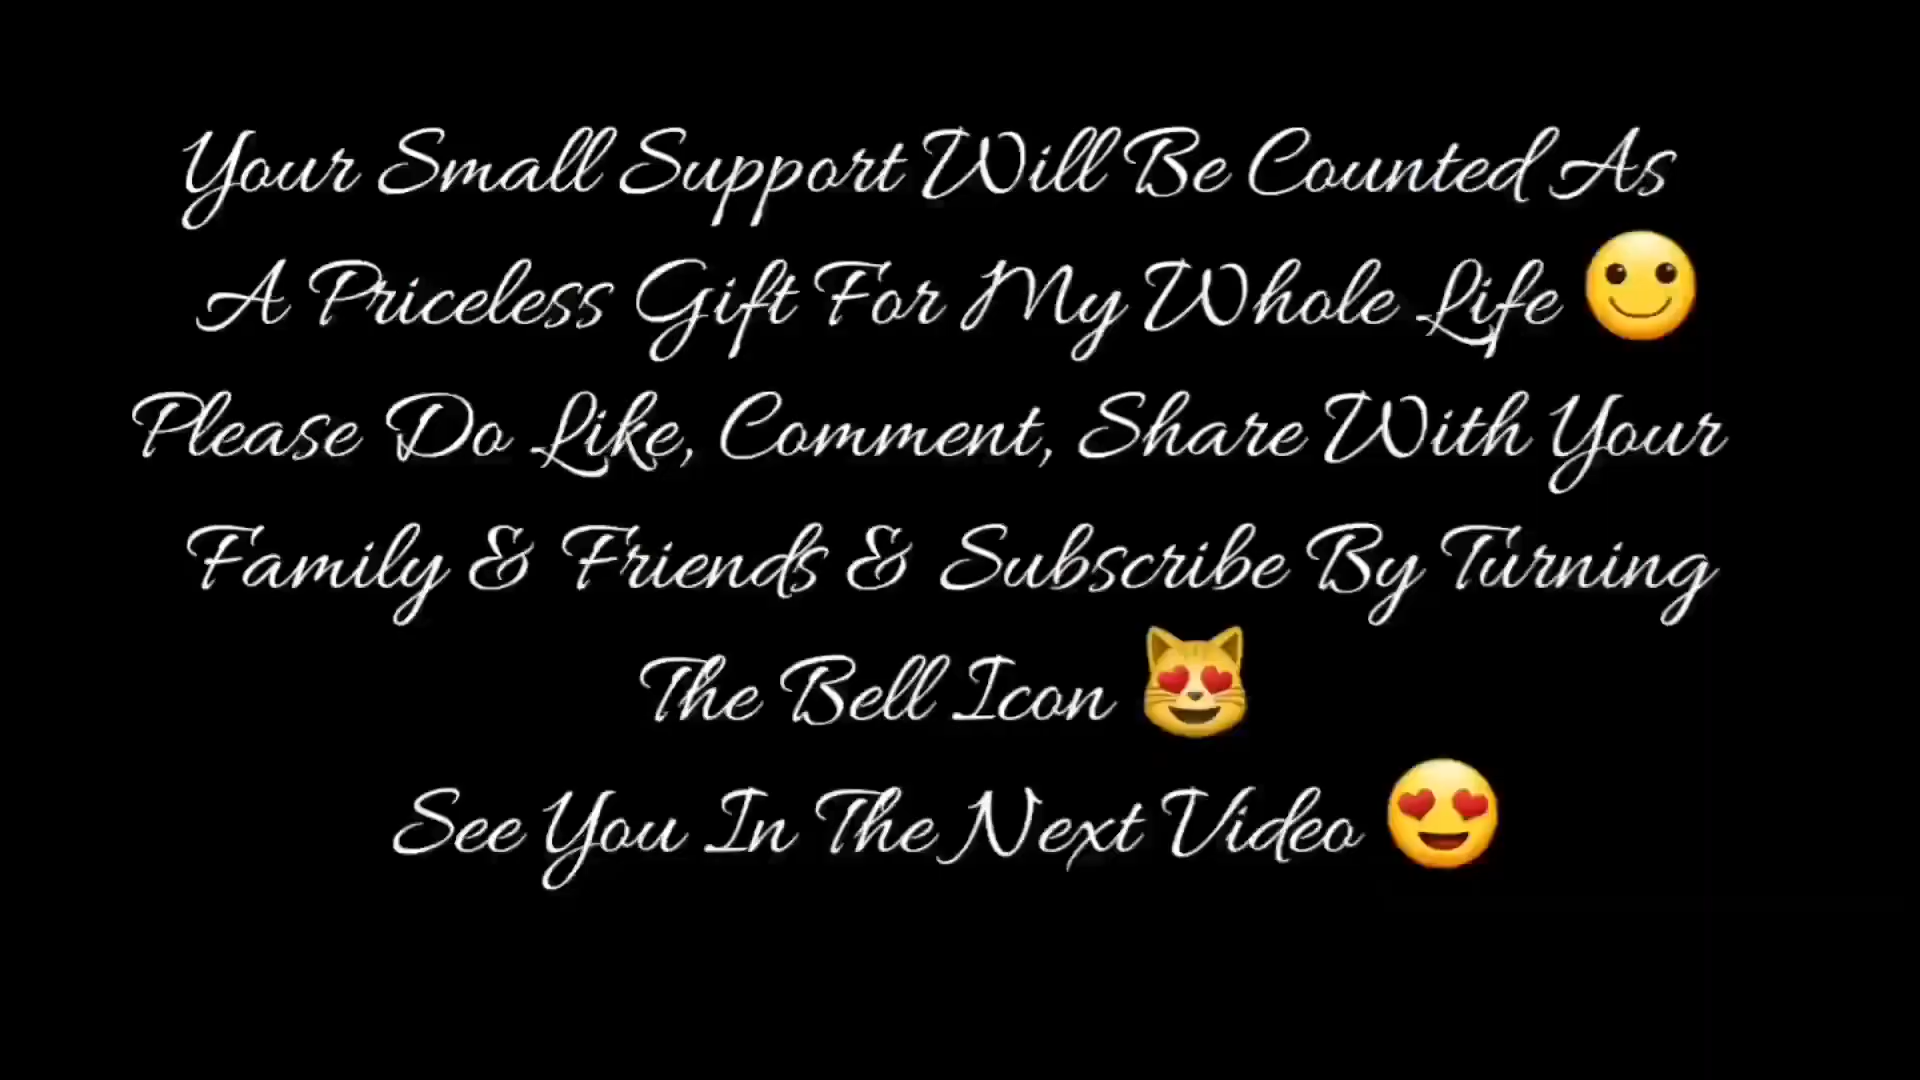 Your Small Support Will Be Counted As
A Priceless Gift For My Whole Life 🙂
Please Do Like, Comment, Share With Your
Family & Friends & Subscribe By Turning
The Bell Icon 😻
See You In The Next Video 😍